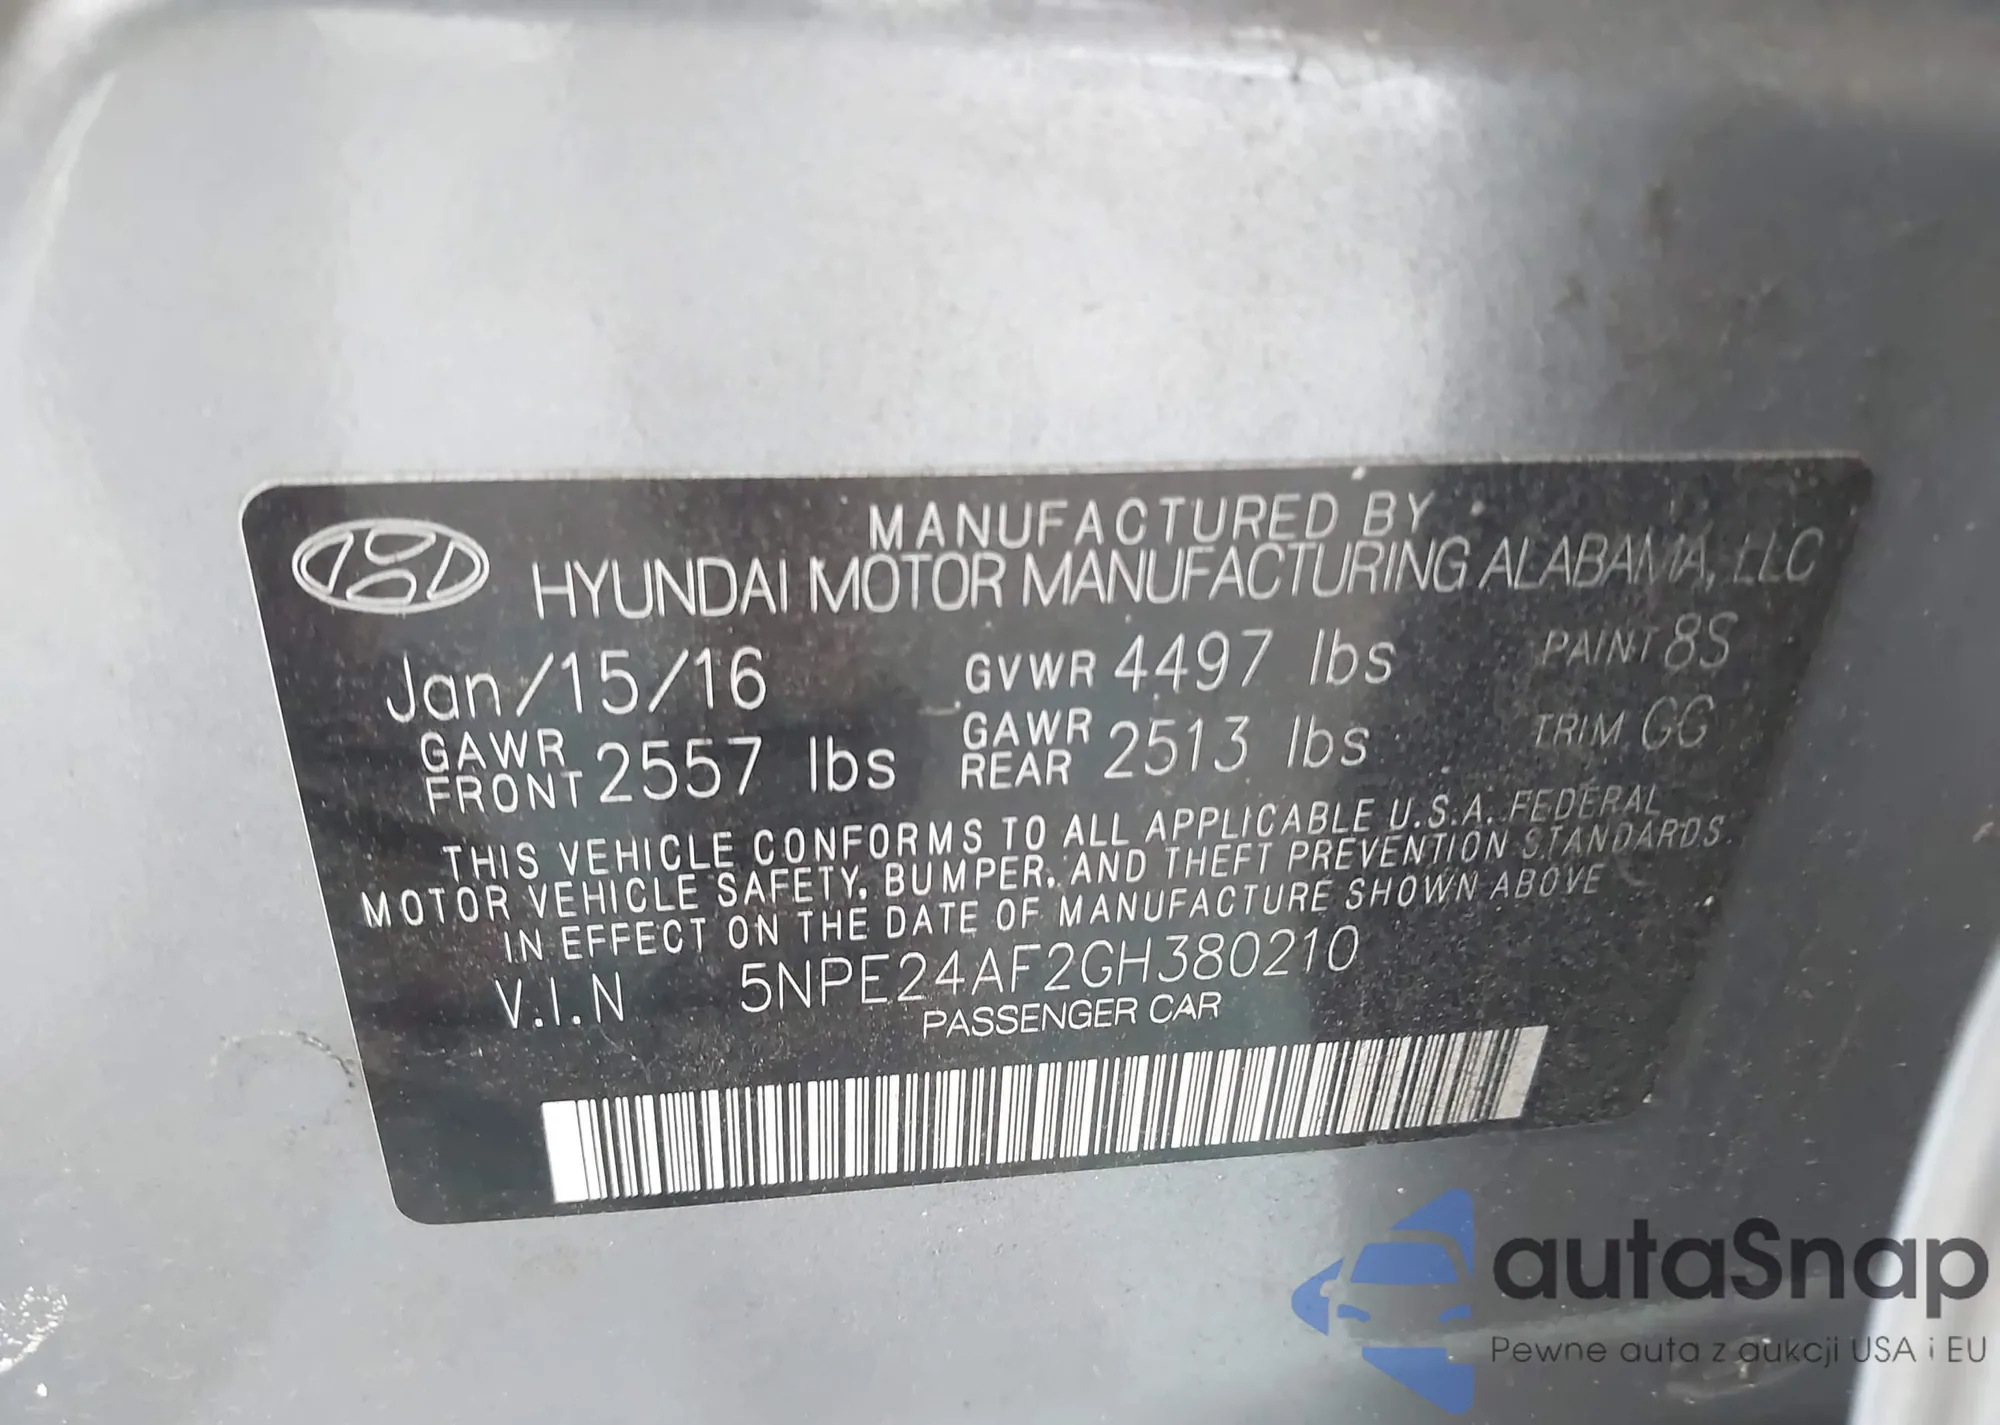 MANUFACTURED BY
HYUNDAI MOTOR MANUFACTURING ALABAMA, LLC
Jan/15/16 GVWR 4497 lbs PAINT 8S
GAWR FRONT 2557 lbs GAWR REAR 2513 lbs TRIM GG
THIS VEHICLE CONFORMS TO ALL APPLICABLE U.S.A. FEDERAL
MOTOR VEHICLE SAFETY, BUMPER, AND THEFT PREVENTION STANDARDS.
IN EFFECT ON THE DATE OF MANUFACTURE SHOWN ABOVE
V.I.N 5NPE24AF2GH380210
PASSENGER CAR
autaSnap
Pewne auta z aukcji USA i EU